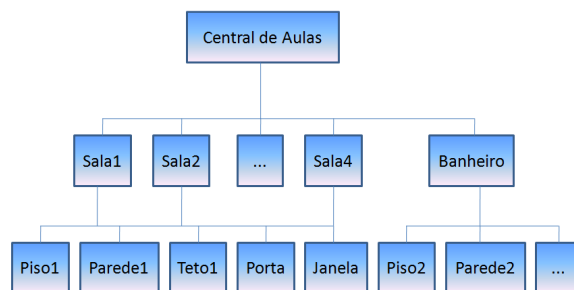 Central de Aulas
Sala1
Sala2
...
Sala4
Banheiro
Piso1
Parede1
Teto1
Porta
Janela
Piso2
Parede2
...